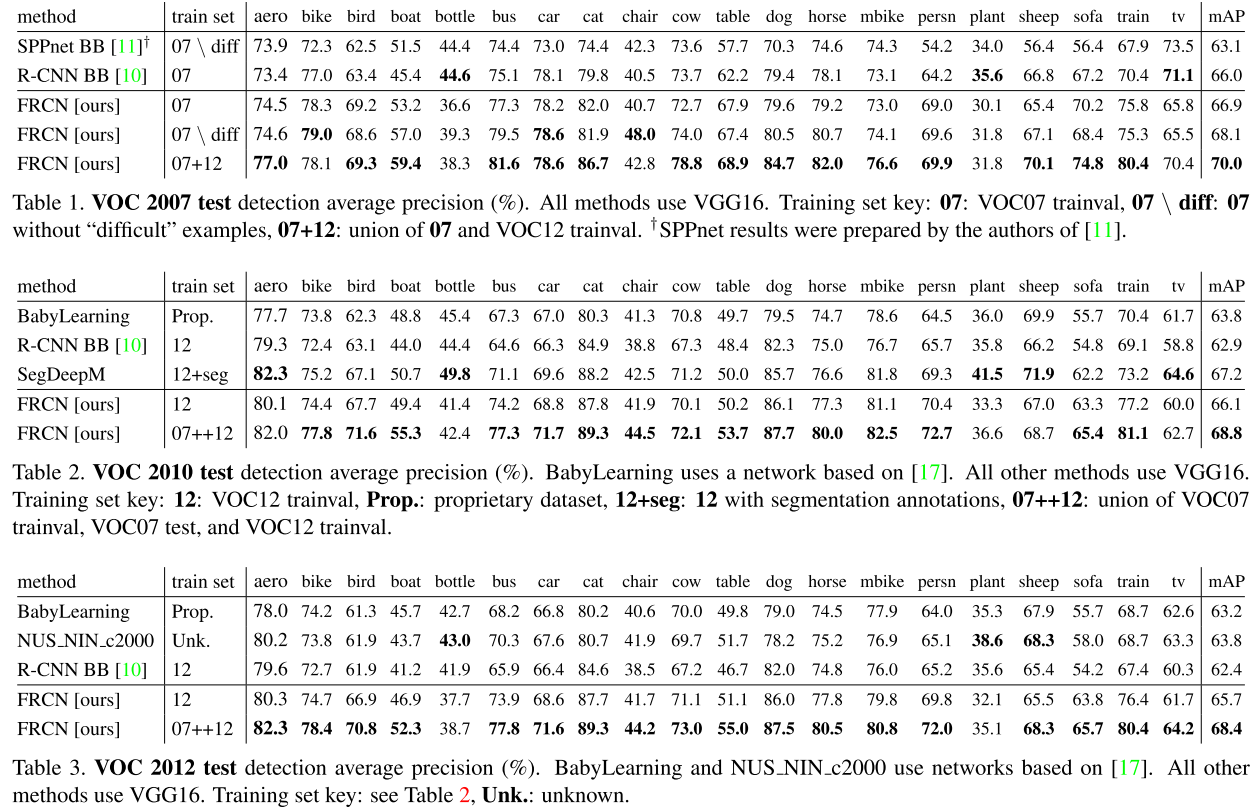 method train set aero bike bird boat bottle bus car cat chair cow table dog horse mbike persn plant sheep sofa train tv mAP
SPPnet BB [11]† 07 \ diff 73.9 72.3 62.5 51.5 44.4 74.4 73.0 74.4 42.3 73.6 57.7 70.3 74.6 74.3 54.2 34.0 56.4 56.4 67.9 73.5 63.1
R-CNN BB [10] 07 73.4 77.0 63.4 45.4 44.6 75.1 78.1 79.8 40.5 73.7 62.2 79.4 78.1 73.1 64.2 35.6 66.8 67.2 70.4 71.1 66.0
FRCN [ours] 07 74.5 78.3 69.2 53.2 36.6 77.3 78.2 82.0 40.7 72.7 67.9 79.6 79.2 73.0 69.0 30.1 65.4 70.2 75.8 65.8 66.9
FRCN [ours] 07 \ diff 74.6 79.0 68.6 57.0 39.3 79.5 78.6 81.9 48.0 74.0 67.4 80.5 80.7 74.1 69.6 31.8 67.1 68.4 75.3 65.5 68.1
FRCN [ours] 07+12 77.0 78.1 69.3 59.4 38.3 81.6 78.6 86.7 42.8 78.8 68.9 84.7 82.0 76.6 69.9 31.8 70.1 74.8 80.4 70.4 70.0
Table 1. VOC 2007 test detection average precision (%). All methods use VGG16. Training set key: 07: VOC07 trainval, 07 \ diff: 07
without “difficult” examples, 07+12: union of 07 and VOC12 trainval. †SPPnet results were prepared by the authors of [11].
method train set aero bike bird boat bottle bus car cat chair cow table dog horse mbike persn plant sheep sofa train tv mAP
BabyLearning Prop. 77.7 73.8 62.3 48.8 45.4 67.3 67.0 80.3 41.3 70.8 49.7 79.5 74.7 78.6 64.5 36.0 69.9 55.7 70.4 61.7 63.8
R-CNN BB [10] 12 79.3 72.4 63.1 44.0 44.4 64.6 66.3 84.9 38.8 67.3 48.4 82.3 75.0 76.7 65.7 35.8 66.2 54.8 69.1 58.8 62.9
SegDeepM 12+seg 82.3 75.2 67.1 50.7 49.8 71.1 69.6 88.2 42.5 71.2 50.0 85.7 76.6 81.8 69.3 41.5 71.9 62.2 73.2 64.6 67.2
FRCN [ours] 12 80.1 74.4 67.7 49.4 41.4 74.2 68.8 87.8 41.9 70.1 50.2 86.1 77.3 81.1 70.4 33.3 67.0 63.3 77.2 60.0 66.1
FRCN [ours] 07++12 82.0 77.8 71.6 55.3 42.4 77.3 71.7 89.3 44.5 72.1 53.7 87.7 80.0 82.5 72.7 36.6 68.7 65.4 81.1 62.7 68.8
Table 2. VOC 2010 test detection average precision (%). BabyLearning uses a network based on [17]. All other methods use VGG16.
Training set key: 12: VOC12 trainval, Prop.: proprietary dataset, 12+seg: 12 with segmentation annotations, 07++12: union of VOC07
trainval, VOC07 test, and VOC12 trainval.
method train set aero bike bird boat bottle bus car cat chair cow table dog horse mbike persn plant sheep sofa train tv mAP
BabyLearning Prop. 78.0 74.2 61.3 45.7 42.7 68.2 66.8 80.2 40.6 70.0 49.8 79.0 74.5 77.9 64.0 35.3 67.9 55.7 68.7 62.6 63.2
NUS_NIN_c2000 Unk. 80.2 73.8 61.9 43.7 43.0 70.3 67.6 80.7 41.9 69.7 51.7 78.2 75.2 76.9 65.1 38.6 68.3 58.0 68.7 63.3 63.8
R-CNN BB [10] 12 79.6 72.7 61.9 41.2 41.9 65.9 66.4 84.6 38.5 67.2 46.7 82.0 74.8 76.0 65.2 35.6 65.4 54.2 67.4 60.3 62.4
FRCN [ours] 12 80.3 74.7 66.9 46.9 37.7 73.9 68.6 87.7 41.7 71.1 51.1 86.0 77.8 79.8 69.8 32.1 65.5 63.8 76.4 61.7 65.7
FRCN [ours] 07++12 82.3 78.4 70.8 52.3 38.7 77.8 71.6 89.3 44.2 73.0 55.0 87.5 80.5 80.8 72.0 35.1 68.3 65.7 80.4 64.2 68.4
Table 3. VOC 2012 test detection average precision (%). BabyLearning and NUS_NIN_c2000 use networks based on [17]. All other
methods use VGG16. Training set key: see Table 2, Unk.: unknown.